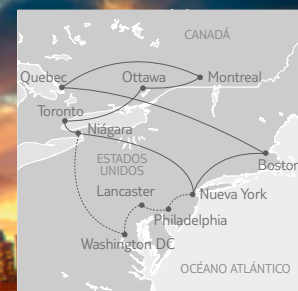 CANADÁ
Quebec
Ottawa
Montreal
Toronto
Niágara
ESTADOS
UNIDOS
Boston
Lancaster
Nueva York
Philadelphia
Washington DC
OCÉANO ATLÁNTICO